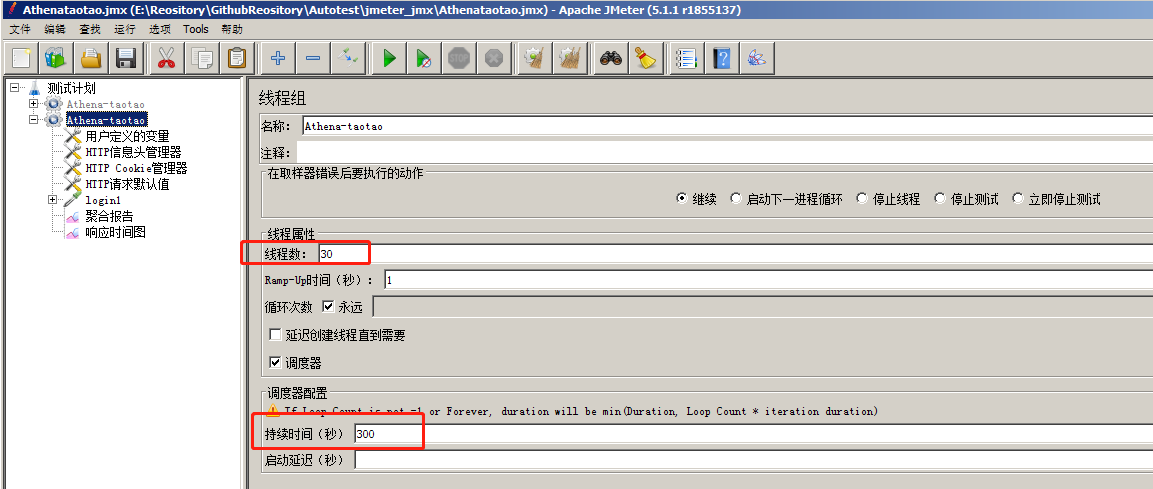 Athenataotao.jmx (E:\Reository\GithubReository\Autotest\jmeter_jmx\Athenataotao.jmx) - Apache JMeter (5.1.1 r1855137)
文件 编辑 查找 运行 选项 Tools 帮助
测试计划
Athena-taotao
Athena-taotao
用户定义的变量
HTTP信息头管理器
HTTP Cookie管理器
HTTP请求默认值
login1
聚合报告
响应时间图
线程组
名称: Athena-taotao
注释:
在取样器错误后要执行的动作
继续 启动下一进程循环 停止线程 停止测试 立即停止测试
线程属性
线程数: 30
Ramp-Up时间(秒): 1
循环次数 永远
延迟创建线程直到需要
调度器
调度器配置
If Loop Count is not -1 or Forever, duration will be min(Duration, Loop Count * iteration duration)
持续时间(秒) 300
启动延迟(秒)